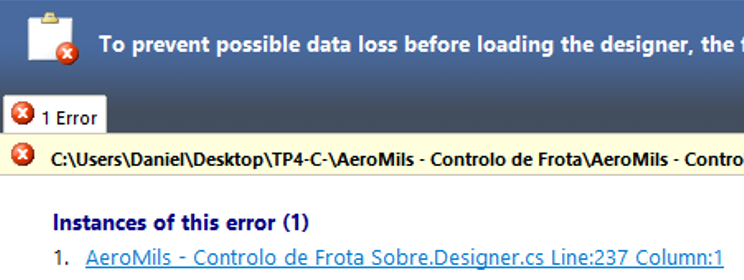 To prevent possible data loss before loading the designer, the
1 Error
C:\Users\Daniel\Desktop\TP4-C-\AeroMils - Controlo de Frota\AeroMils - Contro
Instances of this error (1)
1. AeroMils - Controlo de Frota Sobre.Designer.cs Line:237 Column:1